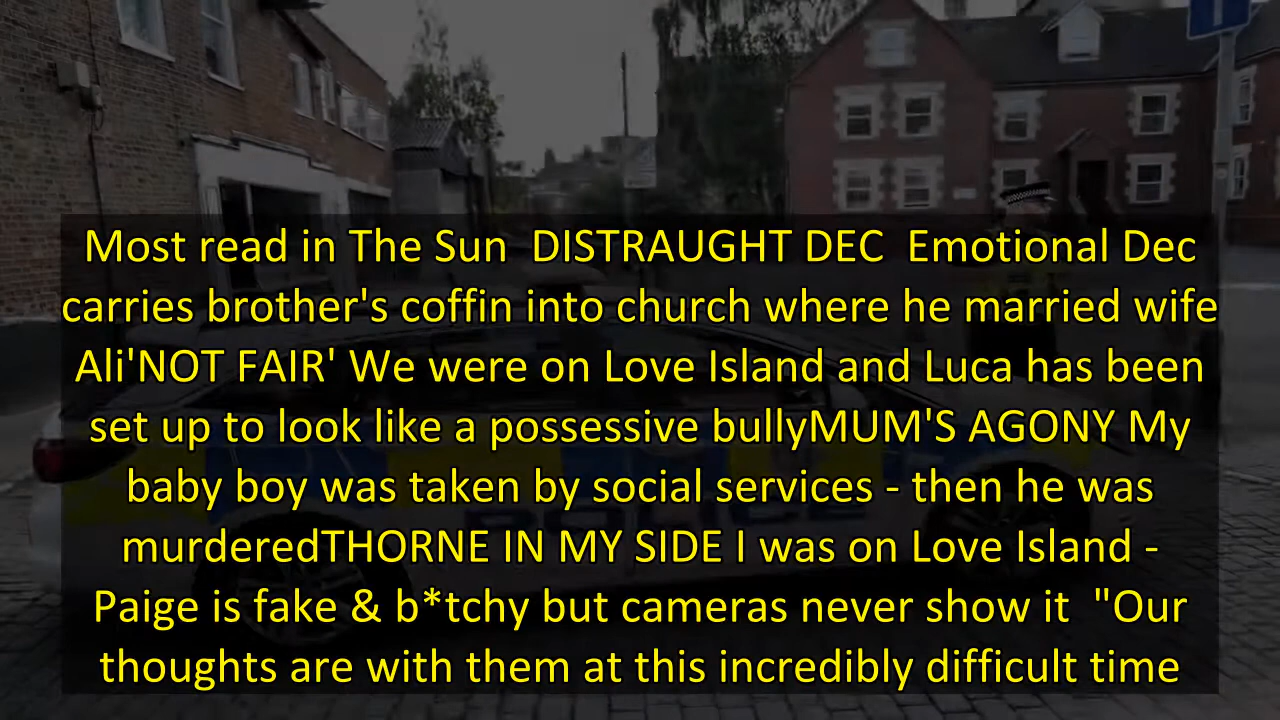 Most read in The Sun  DISTRAUGHT DEC  Emotional Dec
carries brother's coffin into church where he married wife
Ali'NOT FAIR' We were on Love Island and Luca has been
set up to look like a possessive bullyMUM'S AGONY My
baby boy was taken by social services - then he was
murderedTHORNE IN MY SIDE I was on Love Island -
Paige is fake & b*tchy but cameras never show it  "Our
thoughts are with them at this incredibly difficult time